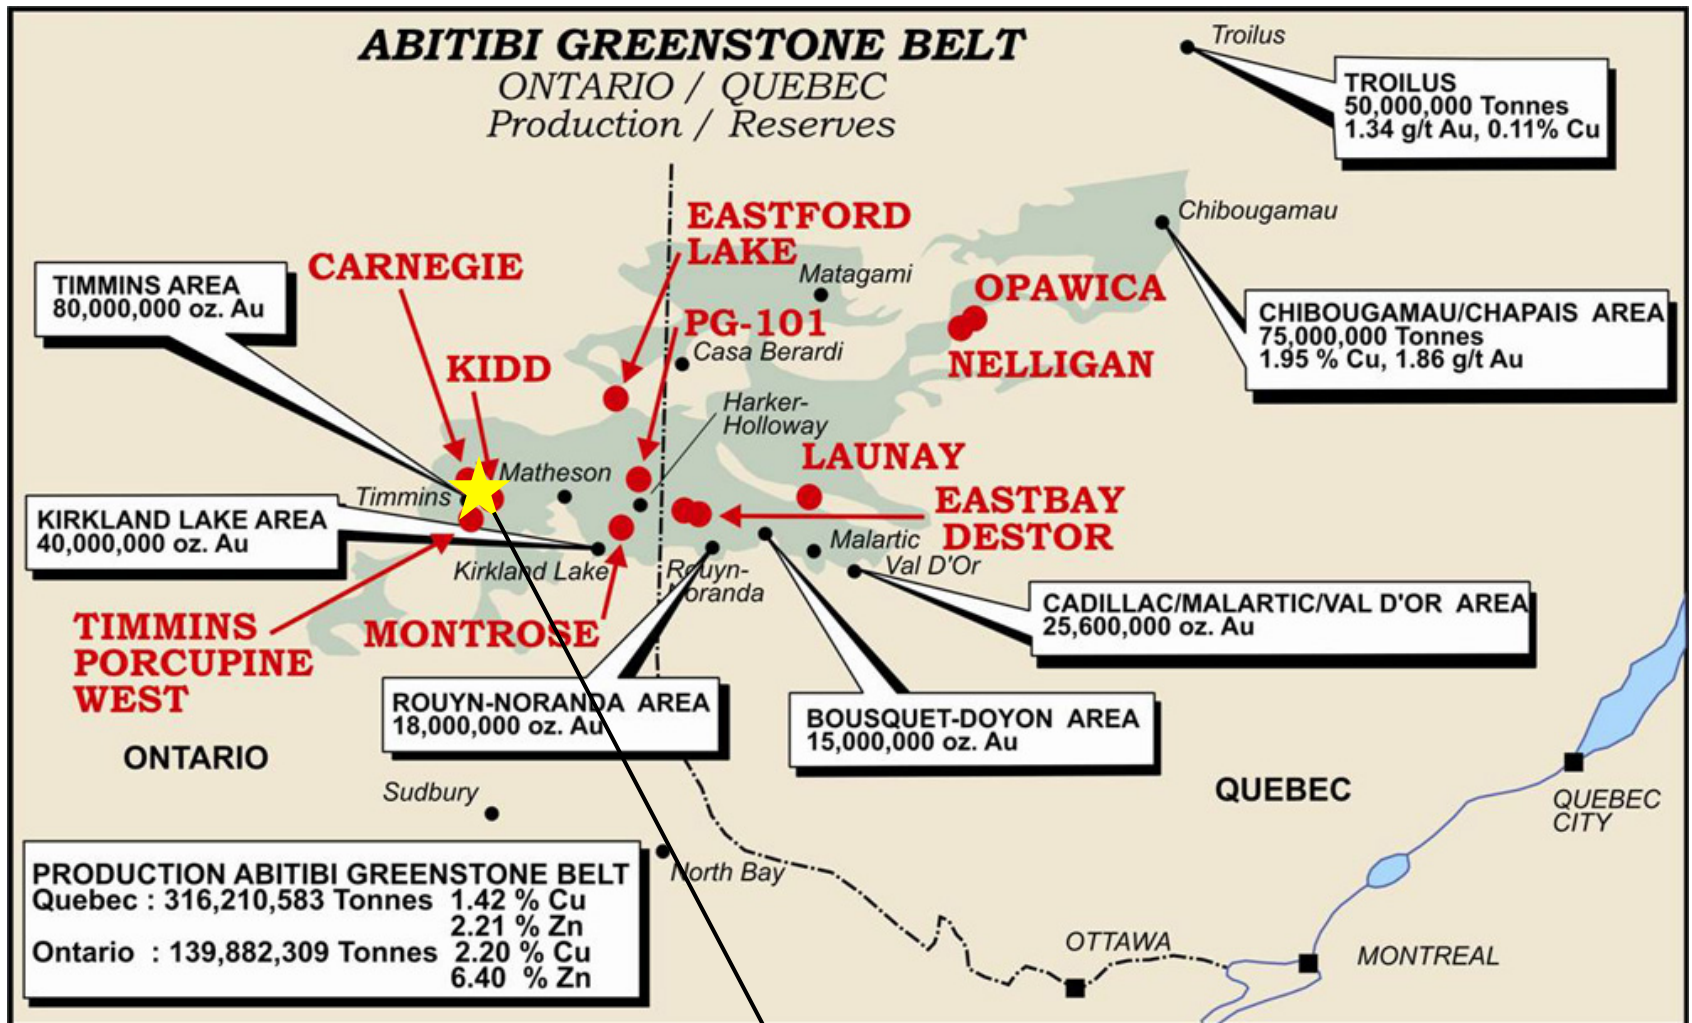 ABITIBI GREENSTONE BELT
ONTARIO / QUEBEC
Production / Reserves
Troilus
TROILUS
50,000,000 Tonnes
1.34 g/t Au, 0.11% Cu
Chibougamau
CHIBOUGAMAU/CHAPAIS AREA
75,000,000 Tonnes
1.95 % Cu, 1.86 g/t Au
EASTFORD
LAKE
Matagami
OPAWICA
NELLIGAN
CARNEGIE
TIMMINS AREA
80,000,000 oz. Au
PG-101
Casa Berardi
KIDD
Harker-
Holloway
LAUNAY
Matheson
Timmins
EASTBAY
DESTOR
KIRKLAND LAKE AREA
40,000,000 oz. Au
Kirkland Lake
Rouyn-
Noranda
Malartic
Val D'Or
CADILLAC/MALARTIC/VAL D'OR AREA
25,600,000 oz. Au
TIMMINS
PORCUPINE
WEST
MONTROSE
ROUYN-NORANDA AREA
18,000,000 oz. Au
BOUSQUET-DOYON AREA
15,000,000 oz. Au
ONTARIO
QUEBEC
Sudbury
QUEBEC
CITY
North Bay
PRODUCTION ABITIBI GREENSTONE BELT
Quebec : 316,210,583 Tonnes 1.42 % Cu
2.21 % Zn
Ontario : 139,882,309 Tonnes 2.20 % Cu
6.40 % Zn
OTTAWA
MONTREAL